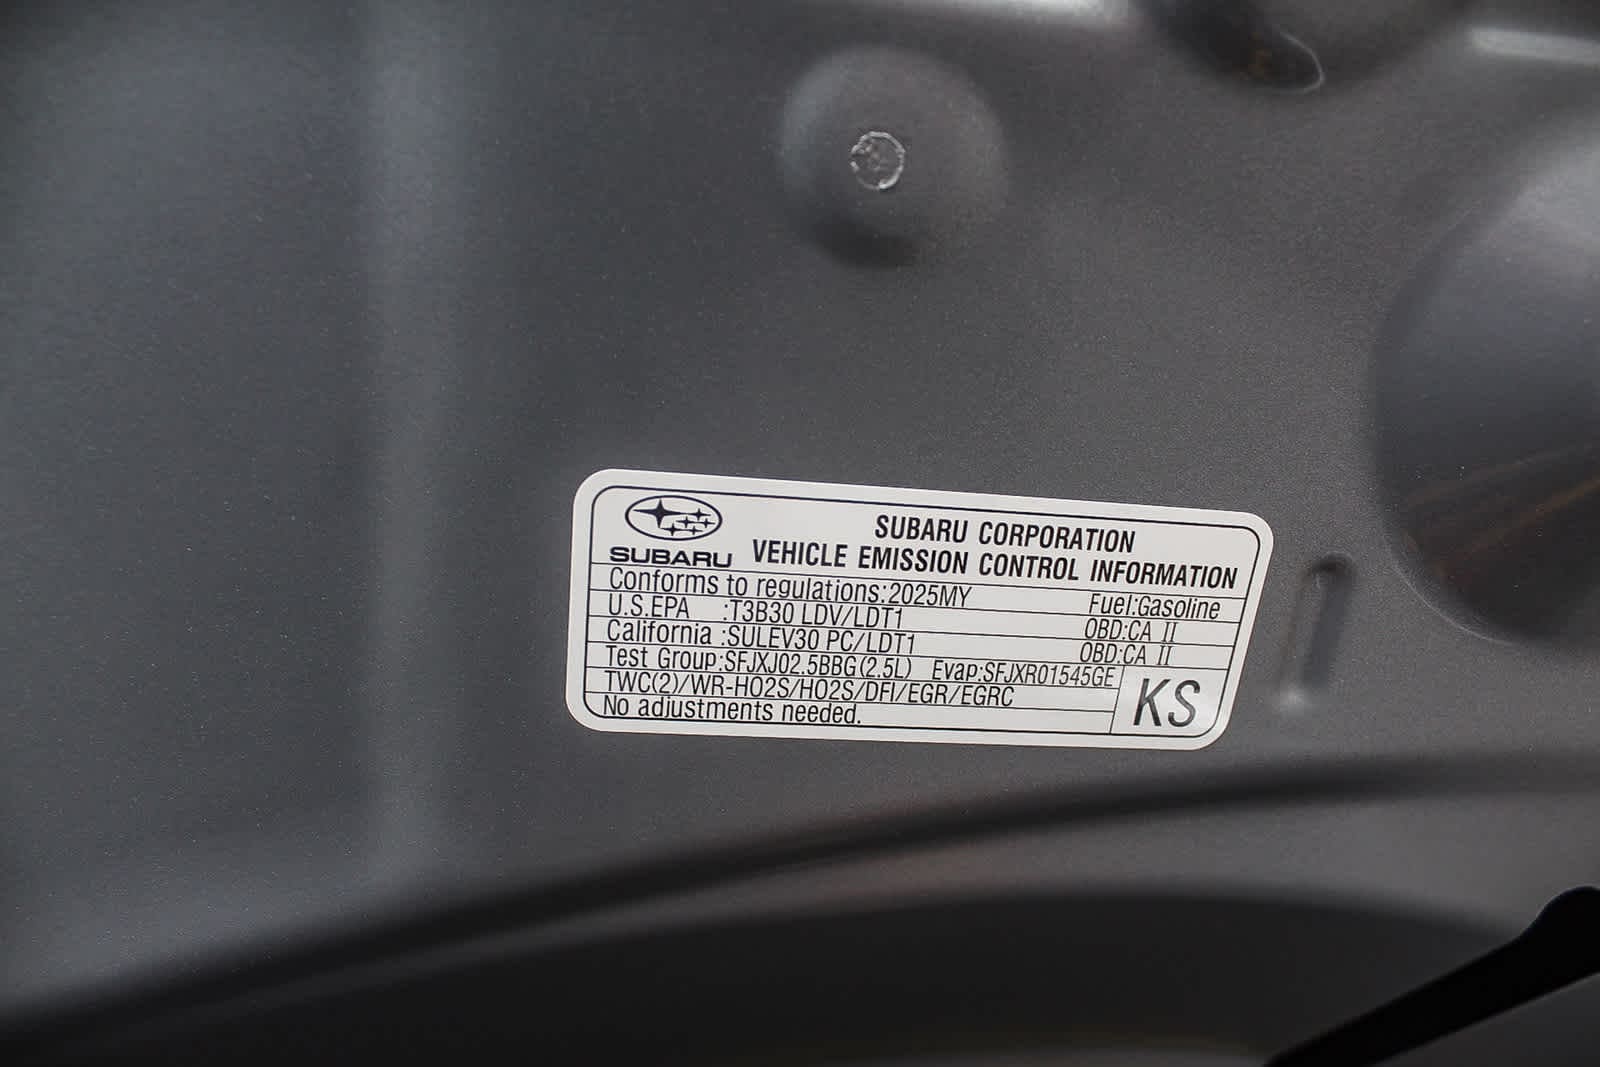 SUBARU
SUBARU CORPORATION
VEHICLE EMISSION CONTROL INFORMATION
Conforms to regulations:2025MY Fuel:Gasoline
U.S.EPA :T3B30 LDV/LDT1 OBD:CA II
California :SULEV30 PC/LDT1 OBD:CA II
Test Group:SFJXJ02.5BBG(2.5L) Evap:SFJXR01545GE
TWC(2)/WR-HO2S/HO2S/DFI/EGR/EGRC
No adjustments needed.
KS